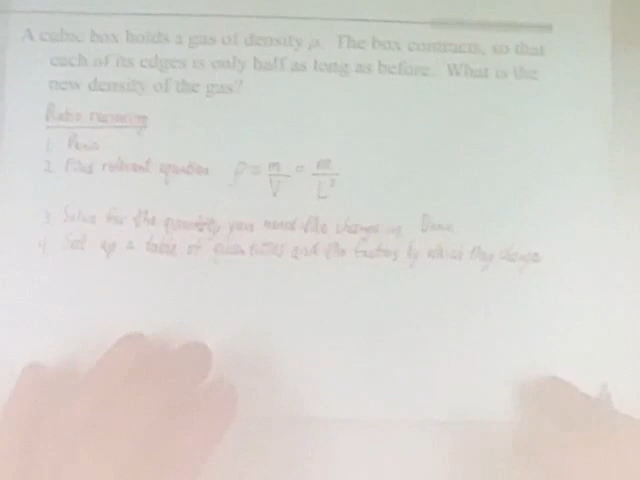 A cubic box holds a gas of density ρ. The box contracts, so that
each of its edges is only half as long as before. What is the
new density of the gas?
Ratio reasoning
1.
2. Find relevant equation ρ = m/V = m/L³
3. Solve for the quantity you need the change in. Done
4. Set up a table of quantities and the factors by which they change